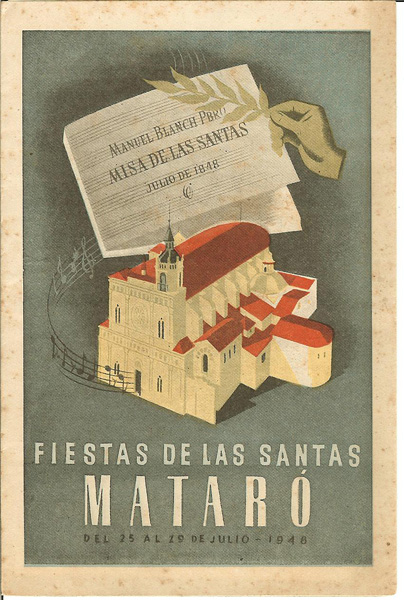 MANUEL BLANCH PBRO
MISA DE LAS SANTAS
JULIO DE 1848
FIESTAS DE LAS SANTAS
MATARÓ
DEL 25 AL 29 DE JULIO - 1948